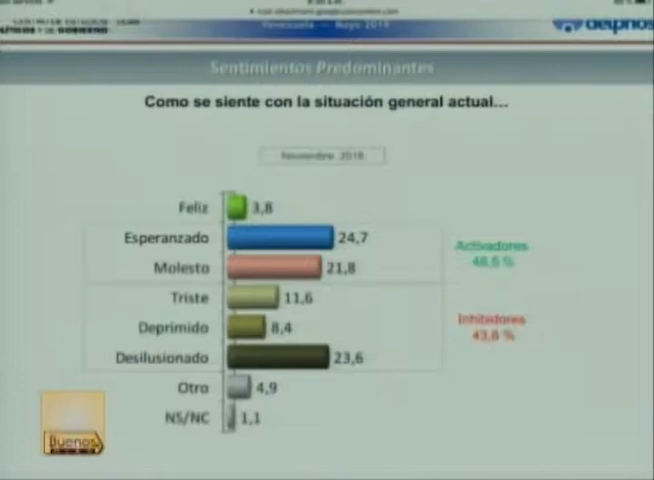 delphos
Sentimientos Predominantes
Como se siente con la situación general actual...
Noviembre 2018
Feliz 3,8
Esperanzado 24,7
Molesto 21,8
Activadores
46,5 %
Triste 11,6
Deprimido 8,4
Desilusionado 23,6
Inhibidores
43,6 %
Otro 4,9
NS/NC 1,1
Buenos